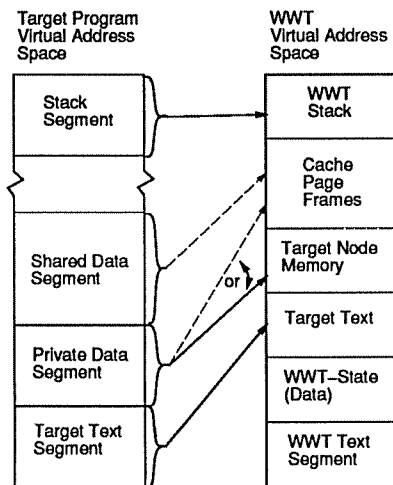 Target Program
Virtual Address
Space
Stack
Segment
Shared Data
Segment
Private Data
Segment
Target Text
Segment
or
WWT
Virtual Address
Space
WWT
Stack
Cache
Page
Frames
Target Node
Memory
Target Text
WWT-State
(Data)
WWT Text
Segment